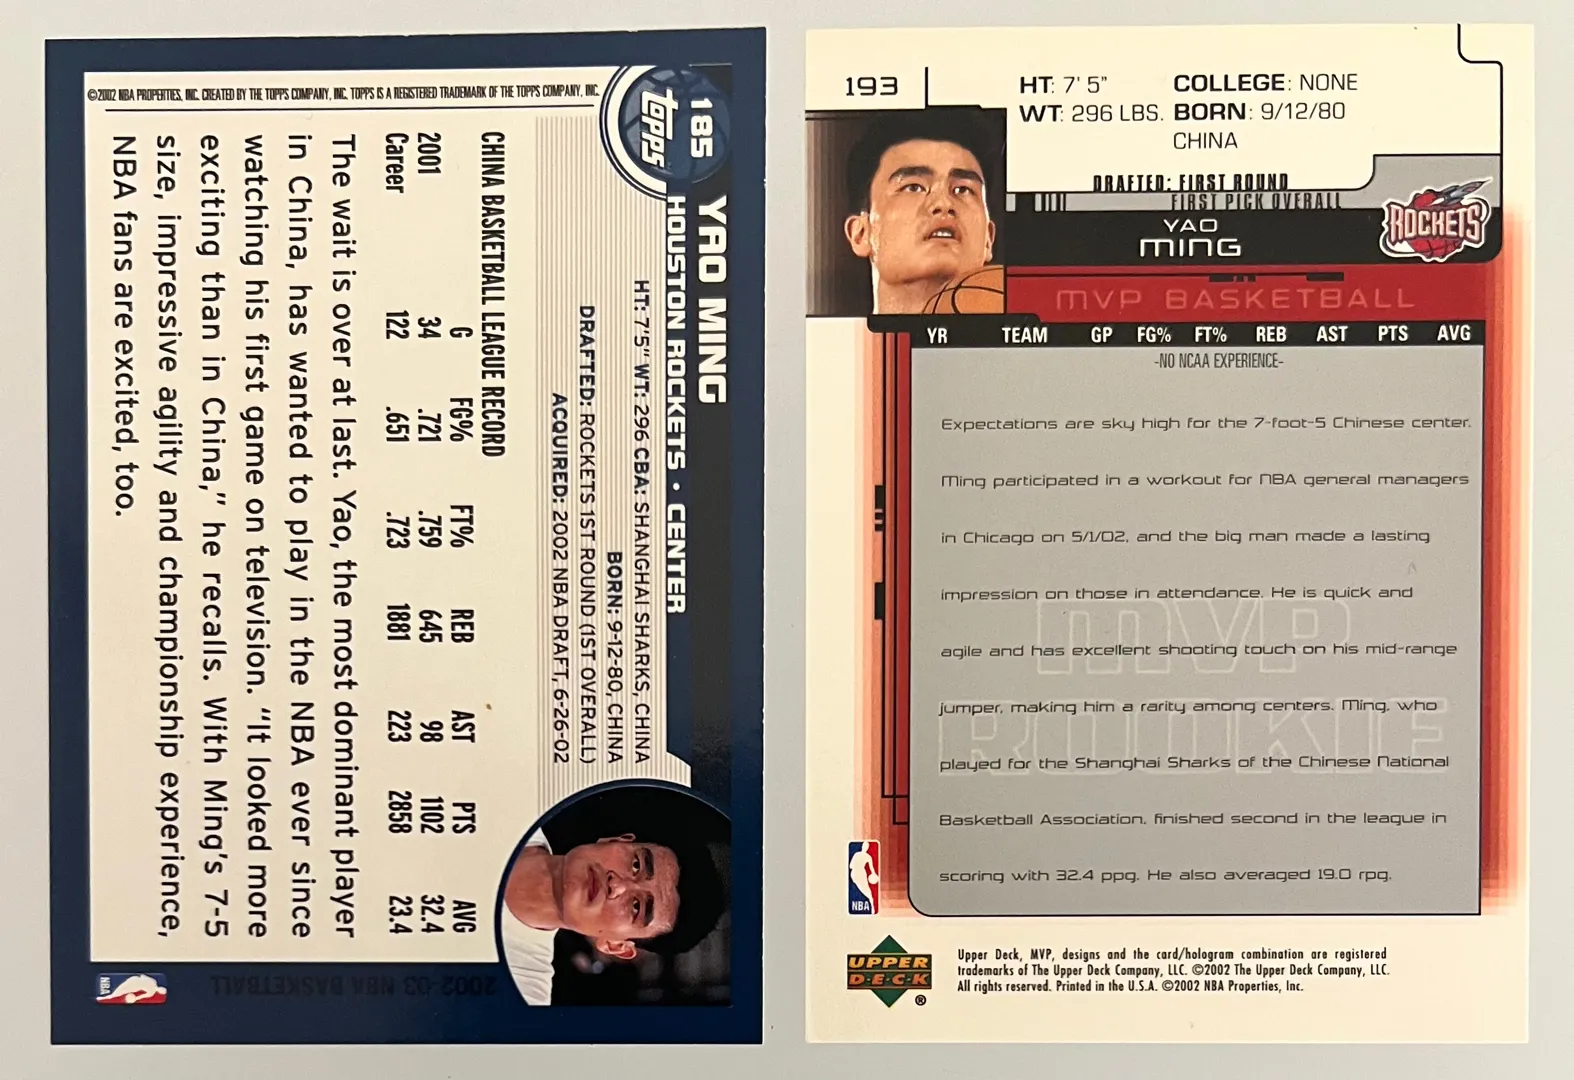 185
topps
YAO MING
HOUSTON ROCKETS • CENTER
HT: 7'5" WT: 296 CBA: SHANGHAI SHARKS, CHINA
BORN: 9-12-80, CHINA
DRAFTED: ROCKETS 1ST ROUND (1ST OVERALL)
ACQUIRED: 2002 NBA DRAFT, 6-26-02
CHINA BASKETBALL LEAGUE RECORD
G FG% FT% REB AST PTS AVG
2001 34 .721 .759 645 98 1102 32.4
Career 122 .651 .723 1881 223 2858 23.4
The wait is over at last. Yao, the most dominant player
in China, has wanted to play in the NBA ever since
watching his first game on television. "It looked more
exciting than in China," he recalls. With Ming's 7-5
size, impressive agility and championship experience,
NBA fans are excited, too.
©2002 NBA PROPERTIES, INC. CREATED BY THE TOPPS COMPANY, INC. TOPPS IS A REGISTERED TRADEMARK OF THE TOPPS COMPANY, INC.
2002-03 NBA BASKETBALL
NBA
193
HT: 7' 5"
WT: 296 LBS.
COLLEGE: NONE
BORN: 9/12/80
CHINA
DRAFTED: FIRST ROUND
FIRST PICK OVERALL
YAO
MING
ROCKETS
MVP BASKETBALL
YR TEAM GP FG% FT% REB AST PTS AVG
-NO NCAA EXPERIENCE-
Expectations are sky high for the 7-foot-5 Chinese center.
Ming participated in a workout for NBA general managers
in Chicago on 5/1/02, and the big man made a lasting
impression on those in attendance. He is quick and
agile and has excellent shooting touch on his mid-range
jumper, making him a rarity among centers. Ming, who
played for the Shanghai Sharks of the Chinese National
Basketball Association, finished second in the league in
scoring with 32.4 ppg. He also averaged 19.0 rpg.
MVP
ROOKIE
NBA
UPPER
D·E·C·K
®
Upper Deck, MVP, designs and the card/hologram combination are registered
trademarks of The Upper Deck Company, LLC. ©2002 The Upper Deck Company, LLC.
All rights reserved. Printed in the U.S.A. ©2002 NBA Properties, Inc.